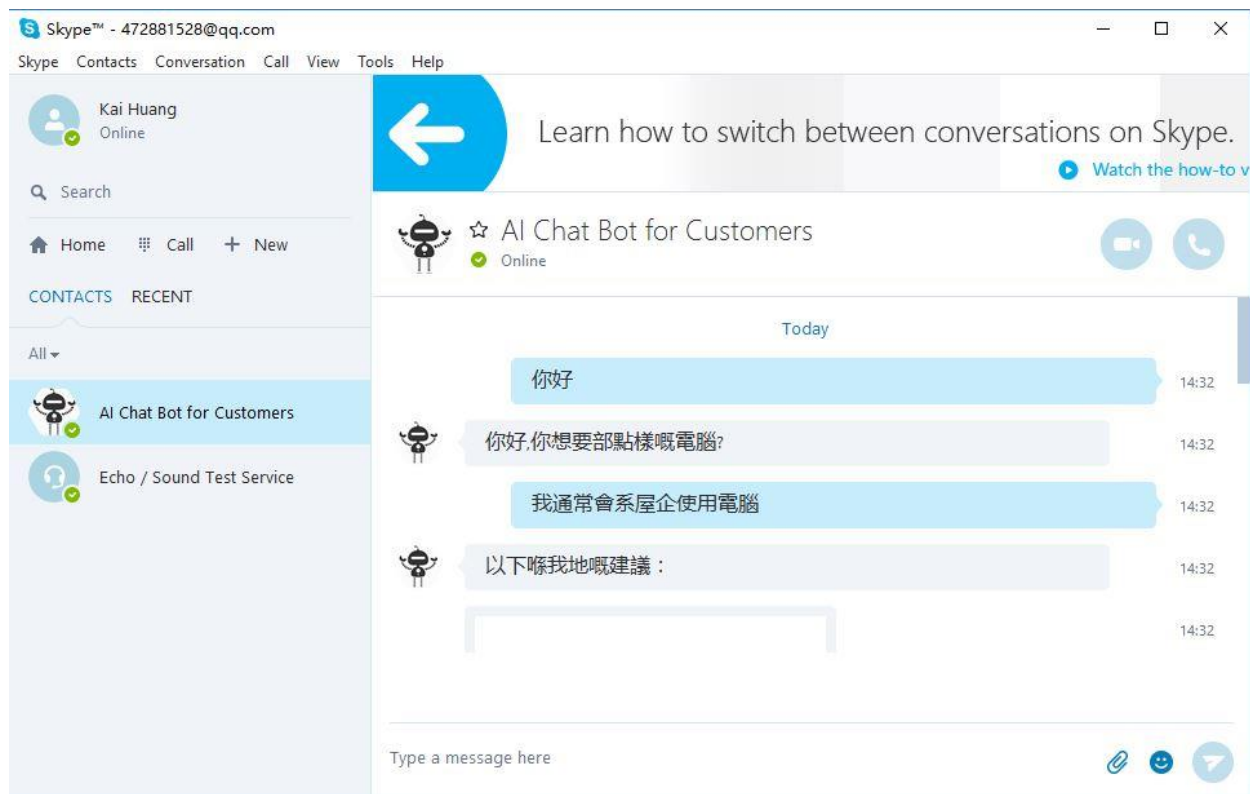 Skype™ - 472881528@qq.com
Skype Contacts Conversation Call View Tools Help
Kai Huang
Online
Search
Home Call New
CONTACTS RECENT
All
AI Chat Bot for Customers
Echo / Sound Test Service
Learn how to switch between conversations on Skype.
Watch the how-to v
AI Chat Bot for Customers
Online
Today
你好 14:32
你好,你想要部點樣嘅電腦? 14:32
我通常會系屋企使用電腦 14:32
以下喺我地嘅建議： 14:32
14:32
Type a message here